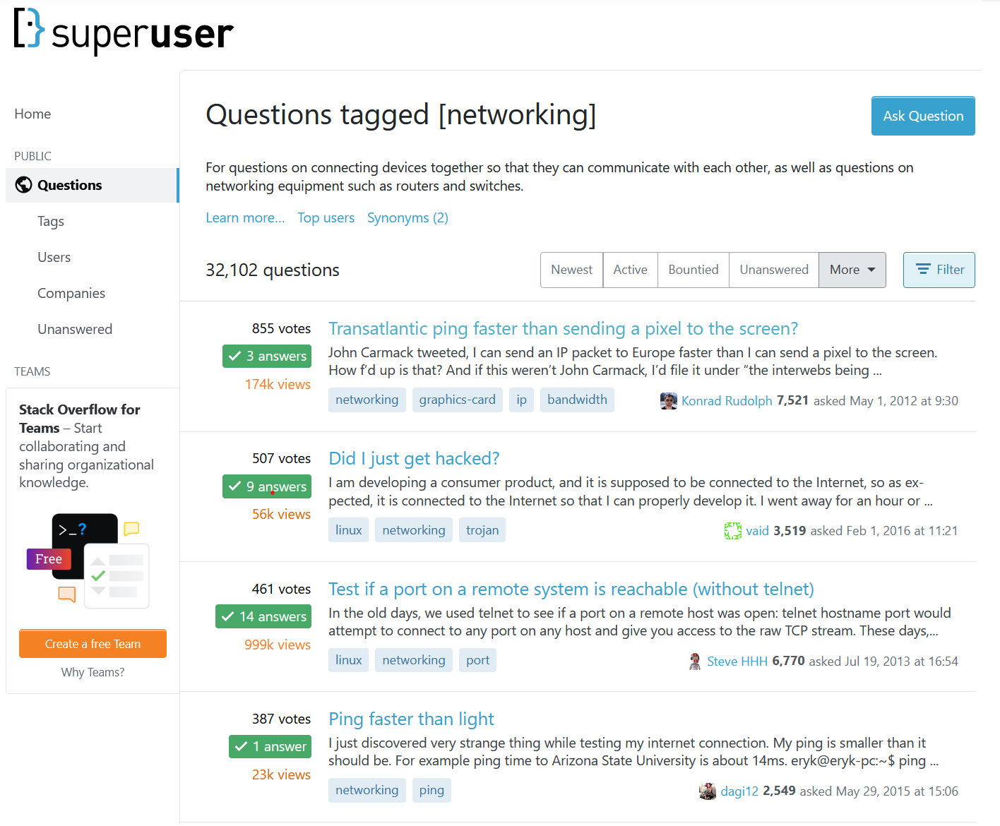 superuser
Home
PUBLIC
Questions
Tags
Users
Companies
Unanswered
TEAMS
Stack Overflow for
Teams – Start
collaborating and
sharing organizational
knowledge.
>_?
Free
Create a free Team
Why Teams?
Questions tagged [networking]
Ask Question
For questions on connecting devices together so that they can communicate with each other, as well as questions on
networking equipment such as routers and switches.
Learn more… Top users Synonyms (2)
32,102 questions
Newest Active Bountied Unanswered More Filter
855 votes
3 answers
174k views
Transatlantic ping faster than sending a pixel to the screen?
John Carmack tweeted, I can send an IP packet to Europe faster than I can send a pixel to the screen.
How f’d up is that? And if this weren’t John Carmack, I’d file it under “the interwebs being ...
networking graphics-card ip bandwidth
Konrad Rudolph 7,521 asked May 1, 2012 at 9:30
507 votes
9 answers
56k views
Did I just get hacked?
I am developing a consumer product, and it is supposed to be connected to the Internet, so as ex-
pected, it is connected to the Internet so that I can properly develop it. I went away for an hour or ...
linux networking trojan
vaid 3,519 asked Feb 1, 2016 at 11:21
461 votes
14 answers
999k views
Test if a port on a remote system is reachable (without telnet)
In the old days, we used telnet to see if a port on a remote host was open: telnet hostname port would
attempt to connect to any port on any host and give you access to the raw TCP stream. These days,...
linux networking port
Steve HHH 6,770 asked Jul 19, 2013 at 16:54
387 votes
1 answer
23k views
Ping faster than light
I just discovered very strange thing while testing my internet connection. My ping is smaller than it
should be. For example ping time to Arizona State University is about 14ms. eryk@eryk-pc:~$ ping ...
networking ping
dagi12 2,549 asked May 29, 2015 at 15:06